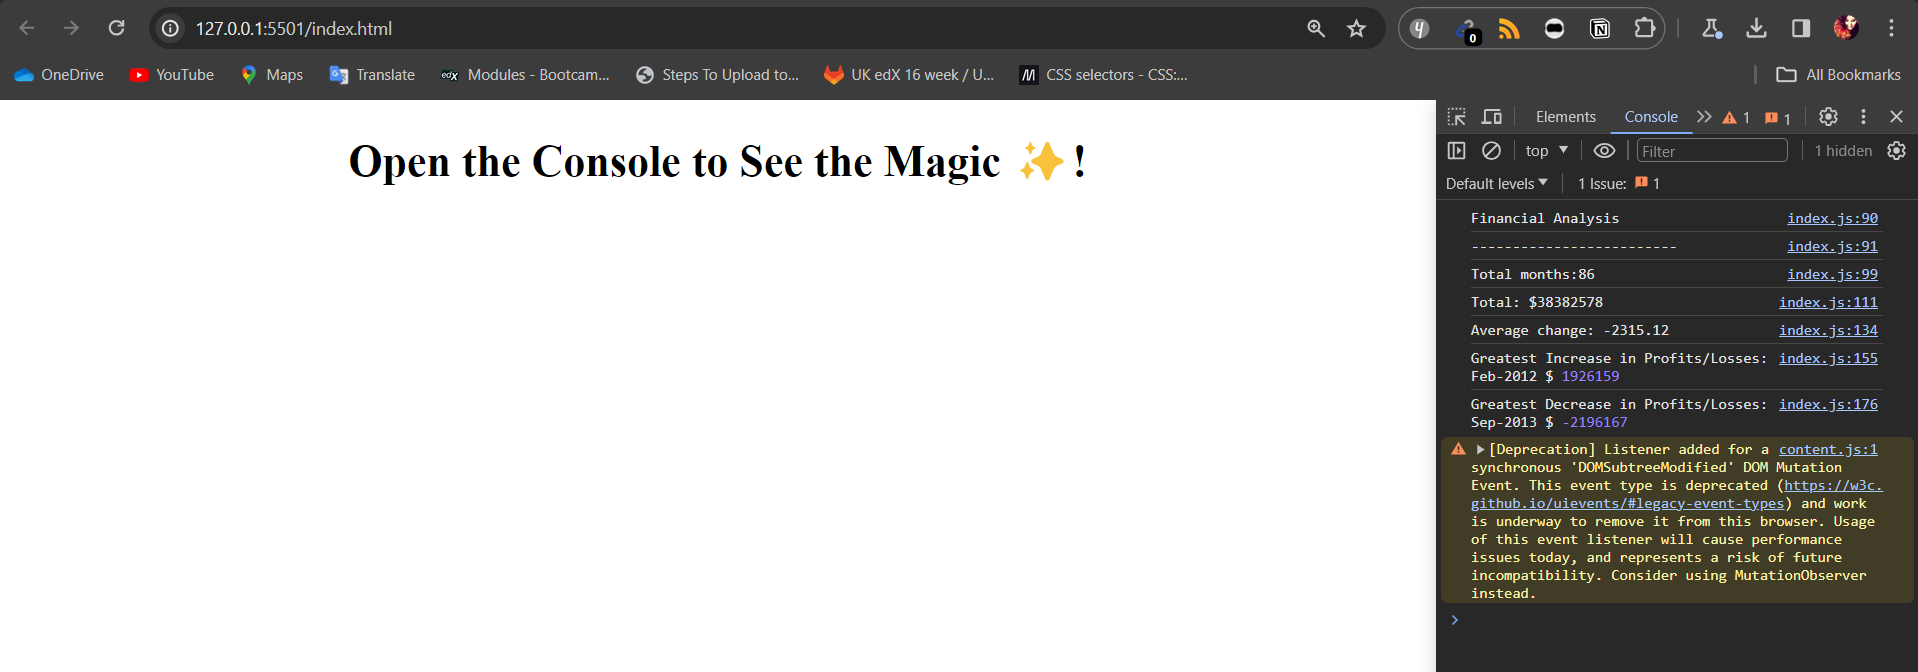 127.0.0.1:5501/index.html
0
OneDrive
YouTube
Maps
Translate
edX
Modules - Bootcam...
Steps To Upload to...
UK edX 16 week / U...
CSS selectors - CSS:...
All Bookmarks
Open the Console to See the Magic ✨!
Elements
Console
1
1
top
Filter
1 hidden
Default levels
1 Issue:
1
Financial Analysis index.js:90
------------------------- index.js:91
Total months:86 index.js:99
Total: $38382578 index.js:111
Average change: -2315.12 index.js:134
Greatest Increase in Profits/Losses: index.js:155
Feb-2012 $ 1926159
Greatest Decrease in Profits/Losses: index.js:176
Sep-2013 $ -2196167
[Deprecation] Listener added for a content.js:1
synchronous 'DOMSubtreeModified' DOM Mutation
Event. This event type is deprecated (https://w3c.
github.io/uievents/#legacy-event-types) and work
is underway to remove it from this browser. Usage
of this event listener will cause performance
issues today, and represents a risk of future
incompatibility. Consider using MutationObserver
instead.